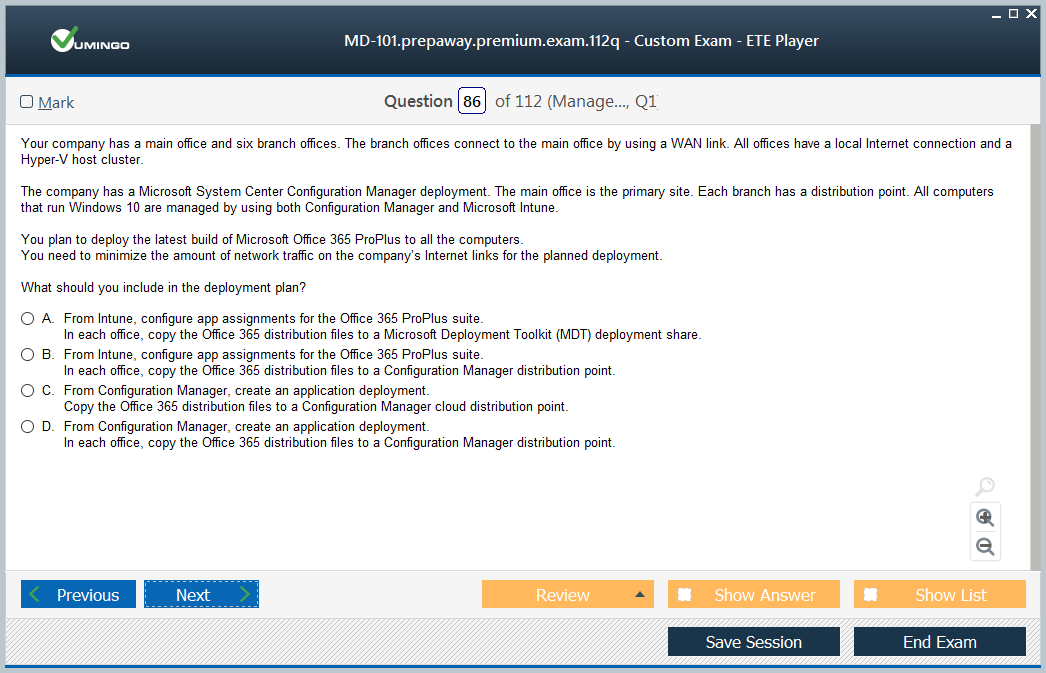 VUMINGO
MD-101.prepaway.premium.exam.112q - Custom Exam - ETE Player
Mark
Question 86 of 112 (Manage..., Q1
Your company has a main office and six branch offices. The branch offices connect to the main office by using a WAN link. All offices have a local Internet connection and a
Hyper-V host cluster.
The company has a Microsoft System Center Configuration Manager deployment. The main office is the primary site. Each branch has a distribution point. All computers
that run Windows 10 are managed by using both Configuration Manager and Microsoft Intune.
You plan to deploy the latest build of Microsoft Office 365 ProPlus to all the computers.
You need to minimize the amount of network traffic on the company's Internet links for the planned deployment.
What should you include in the deployment plan?
A. From Intune, configure app assignments for the Office 365 ProPlus suite.
In each office, copy the Office 365 distribution files to a Microsoft Deployment Toolkit (MDT) deployment share.
B. From Intune, configure app assignments for the Office 365 ProPlus suite.
In each office, copy the Office 365 distribution files to a Configuration Manager distribution point.
C. From Configuration Manager, create an application deployment.
Copy the Office 365 distribution files to a Configuration Manager cloud distribution point.
D. From Configuration Manager, create an application deployment.
In each office, copy the Office 365 distribution files to a Configuration Manager distribution point.
Previous
Next
Review
Show Answer
Show List
Save Session
End Exam